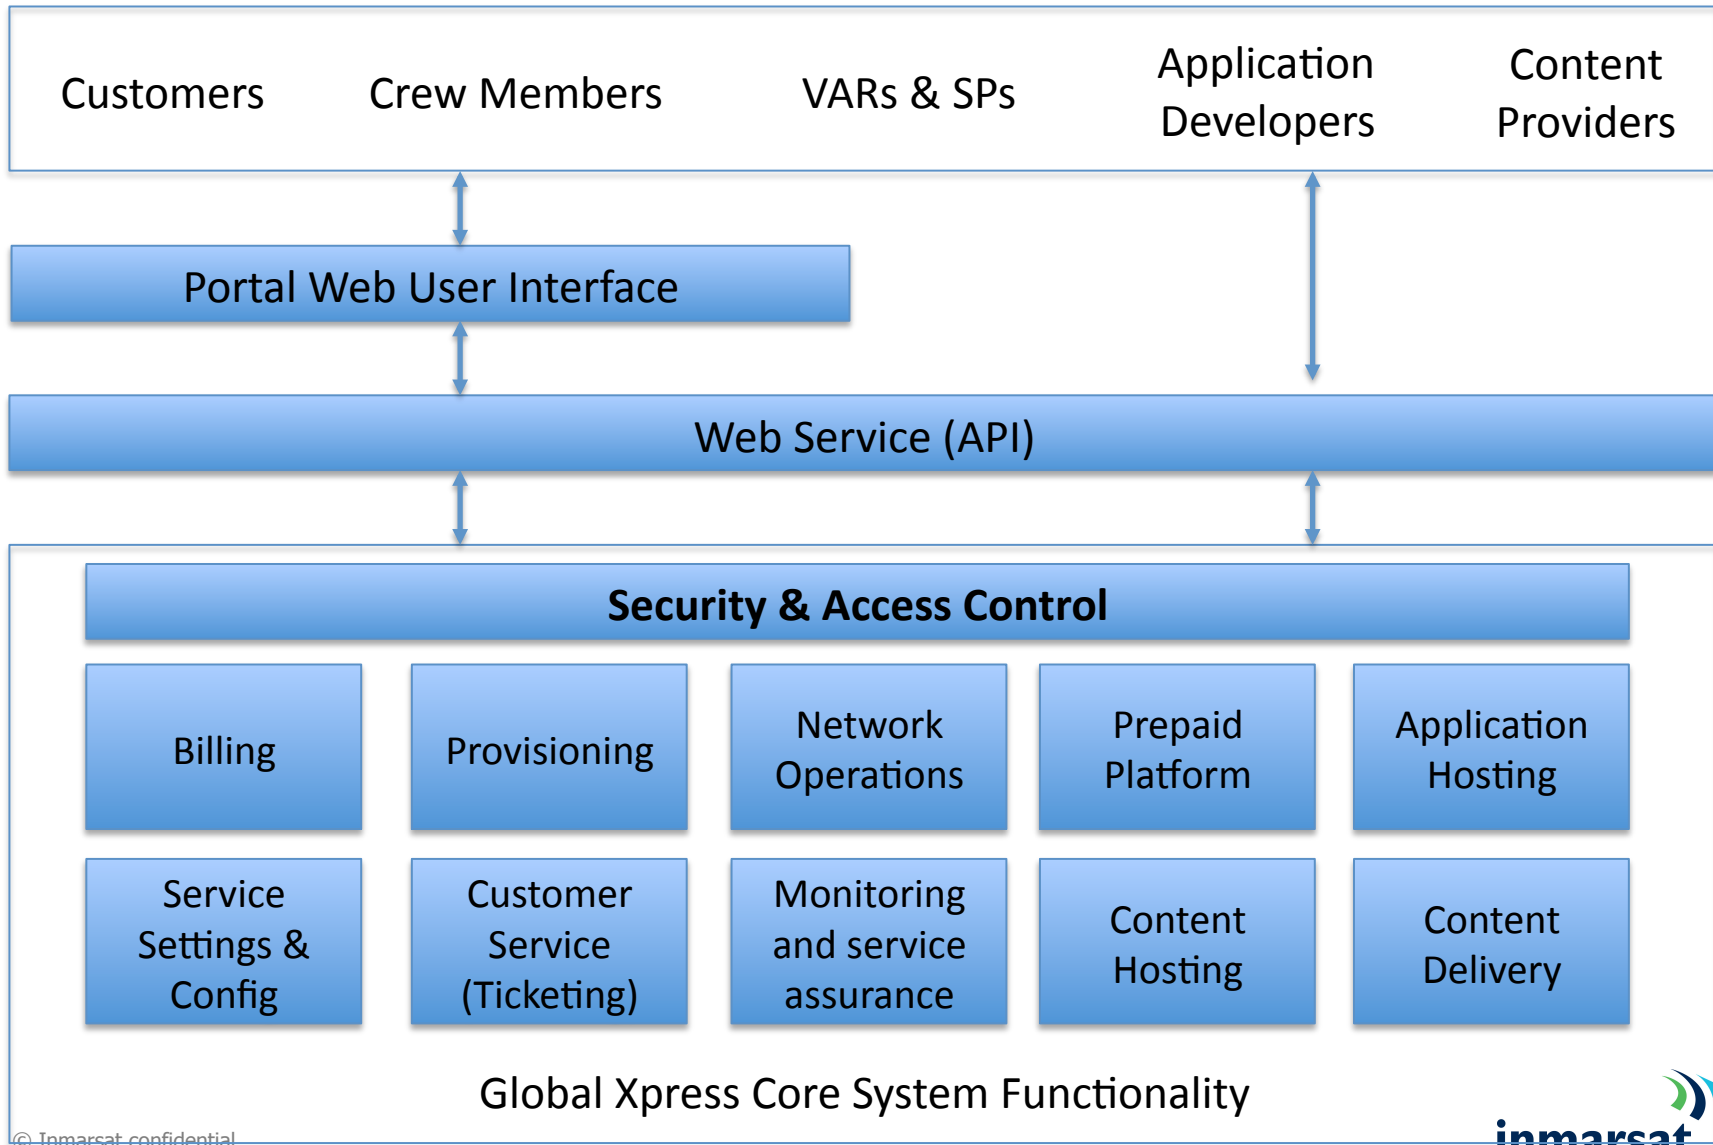 Customers
Crew Members
VARs & SPs
Application
Developers
Content
Providers
Portal Web User Interface
Web Service (API)
Security & Access Control
Billing
Provisioning
Network
Operations
Prepaid
Platform
Application
Hosting
Service
Settings &
Config
Customer
Service
(Ticketing)
Monitoring
and service
assurance
Content
Hosting
Content
Delivery
Global Xpress Core System Functionality
© Inmarsat confidential
inmarsat